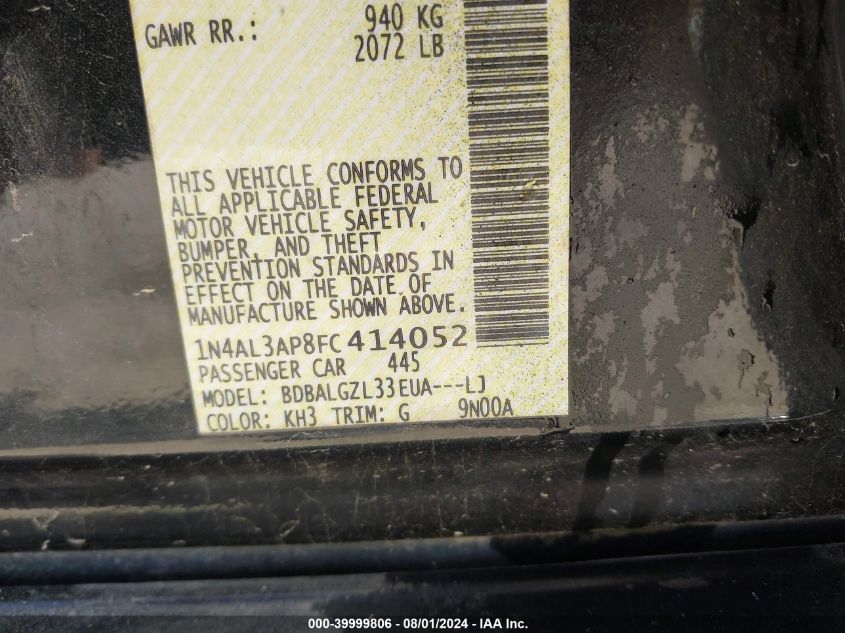 GAWR RR.: 940 KG
2072 LB
THIS VEHICLE CONFORMS TO
ALL APPLICABLE FEDERAL
MOTOR VEHICLE SAFETY,
BUMPER, AND THEFT
PREVENTION STANDARDS IN
EFFECT ON THE DATE OF
MANUFACTURE SHOWN ABOVE.
1N4AL3AP8FC414052
PASSENGER CAR 445
MODEL: BDBALGZL33EUA---LJ
COLOR: KH3 TRIM: G 9N00A
000-39999806 - 08/01/2024 - IAA Inc.